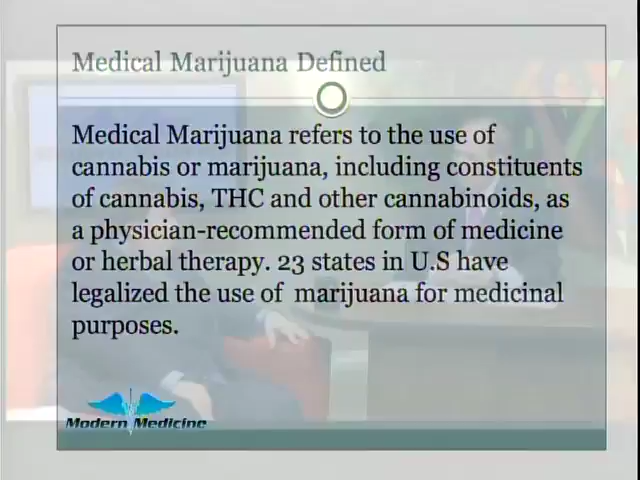 Medical Marijuana Defined
Medical Marijuana refers to the use of
cannabis or marijuana, including constituents
of cannabis, THC and other cannabinoids, as
a physician-recommended form of medicine
or herbal therapy. 23 states in U.S have
legalized the use of marijuana for medicinal
purposes.
Modern Medicine